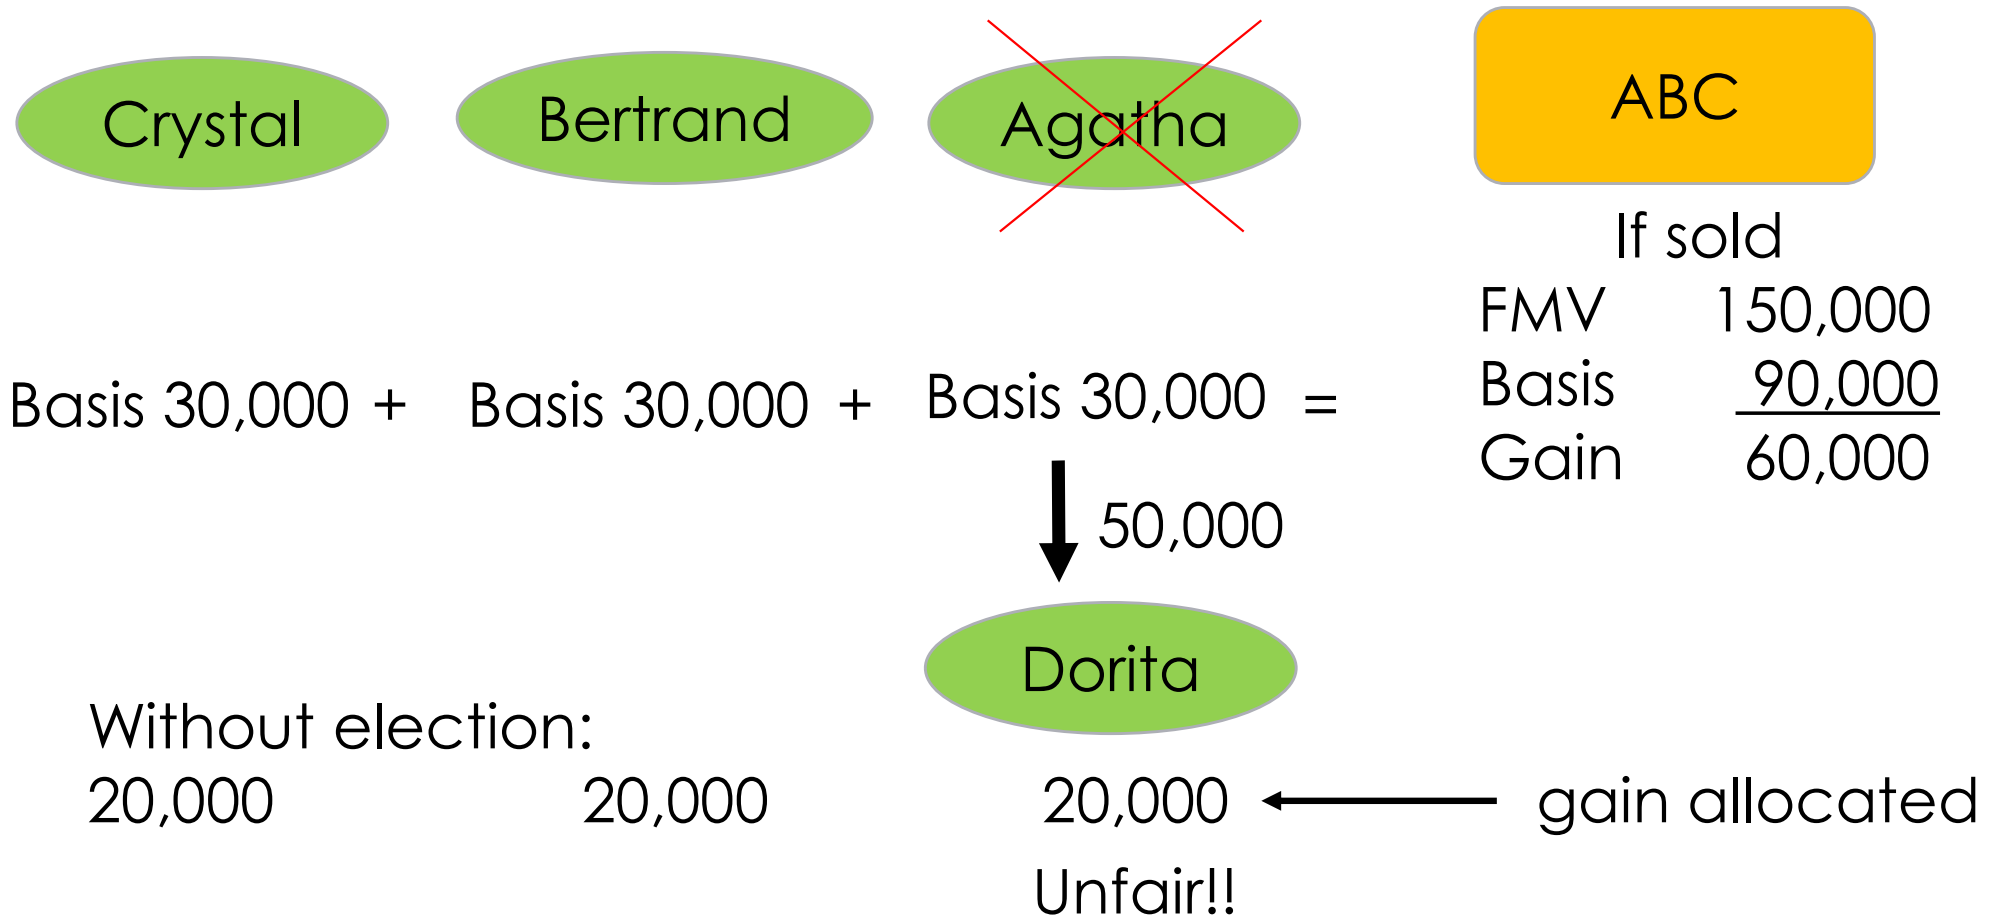 Crystal Bertrand Agatha ABC
If sold
FMV 150,000
Basis 30,000 + Basis 30,000 + Basis 30,000 = Basis 90,000
Gain 60,000
50,000
Dorita
Without election:
20,000 20,000 20,000 gain allocated
Unfair!!